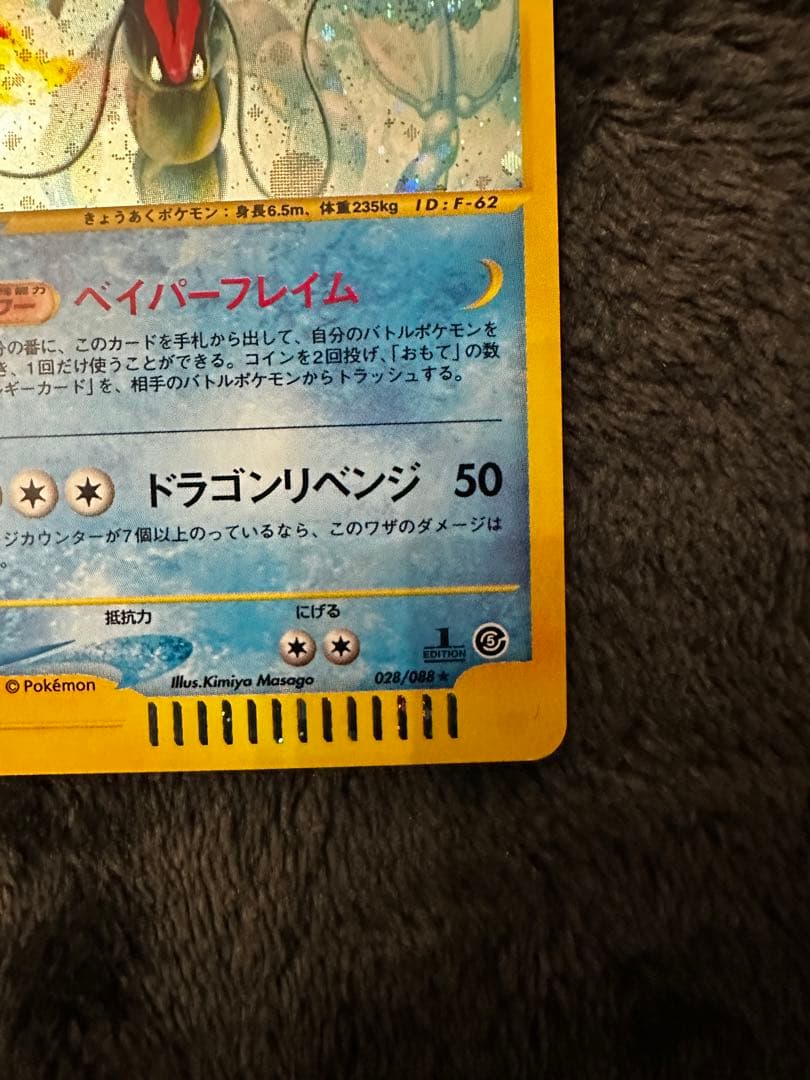 きょうあくポケモン：身長6.5m、体重235kg ID:F-62
ワー ベイパーフレイム
の番に、このカードを手札から出して、自分のバトルポケモンを
き、1回だけ使うことができる。コインを2回投げ、「おもて」の数
ルギーカード」を、相手のバトルポケモンからトラッシュする。
ドラゴンリベンジ 50
ジカウンターが7個以上のっているなら、このワザのダメージは
。
抵抗力 にげる
1
EDITION
5
©Pokémon Illus.Kimiya Masago 028/088★